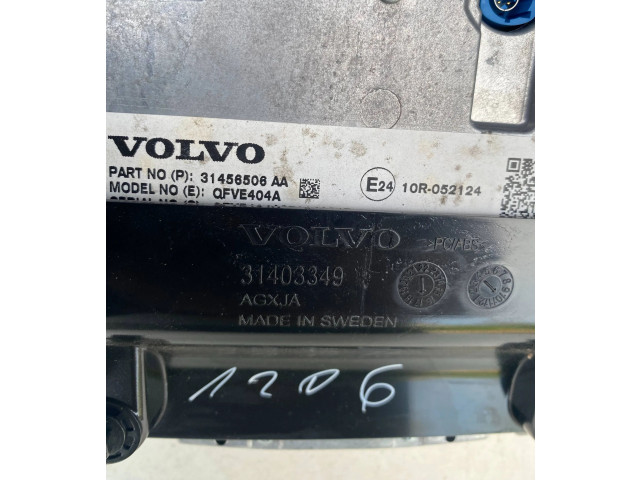 VOLVO
PART NO (P): 31456506 AA
MODEL NO (E): QFVE404A
E24 10R-052124
VOLVO
>PC/ABS<
31403349
AGXJA
MADE IN SWEDEN
1206